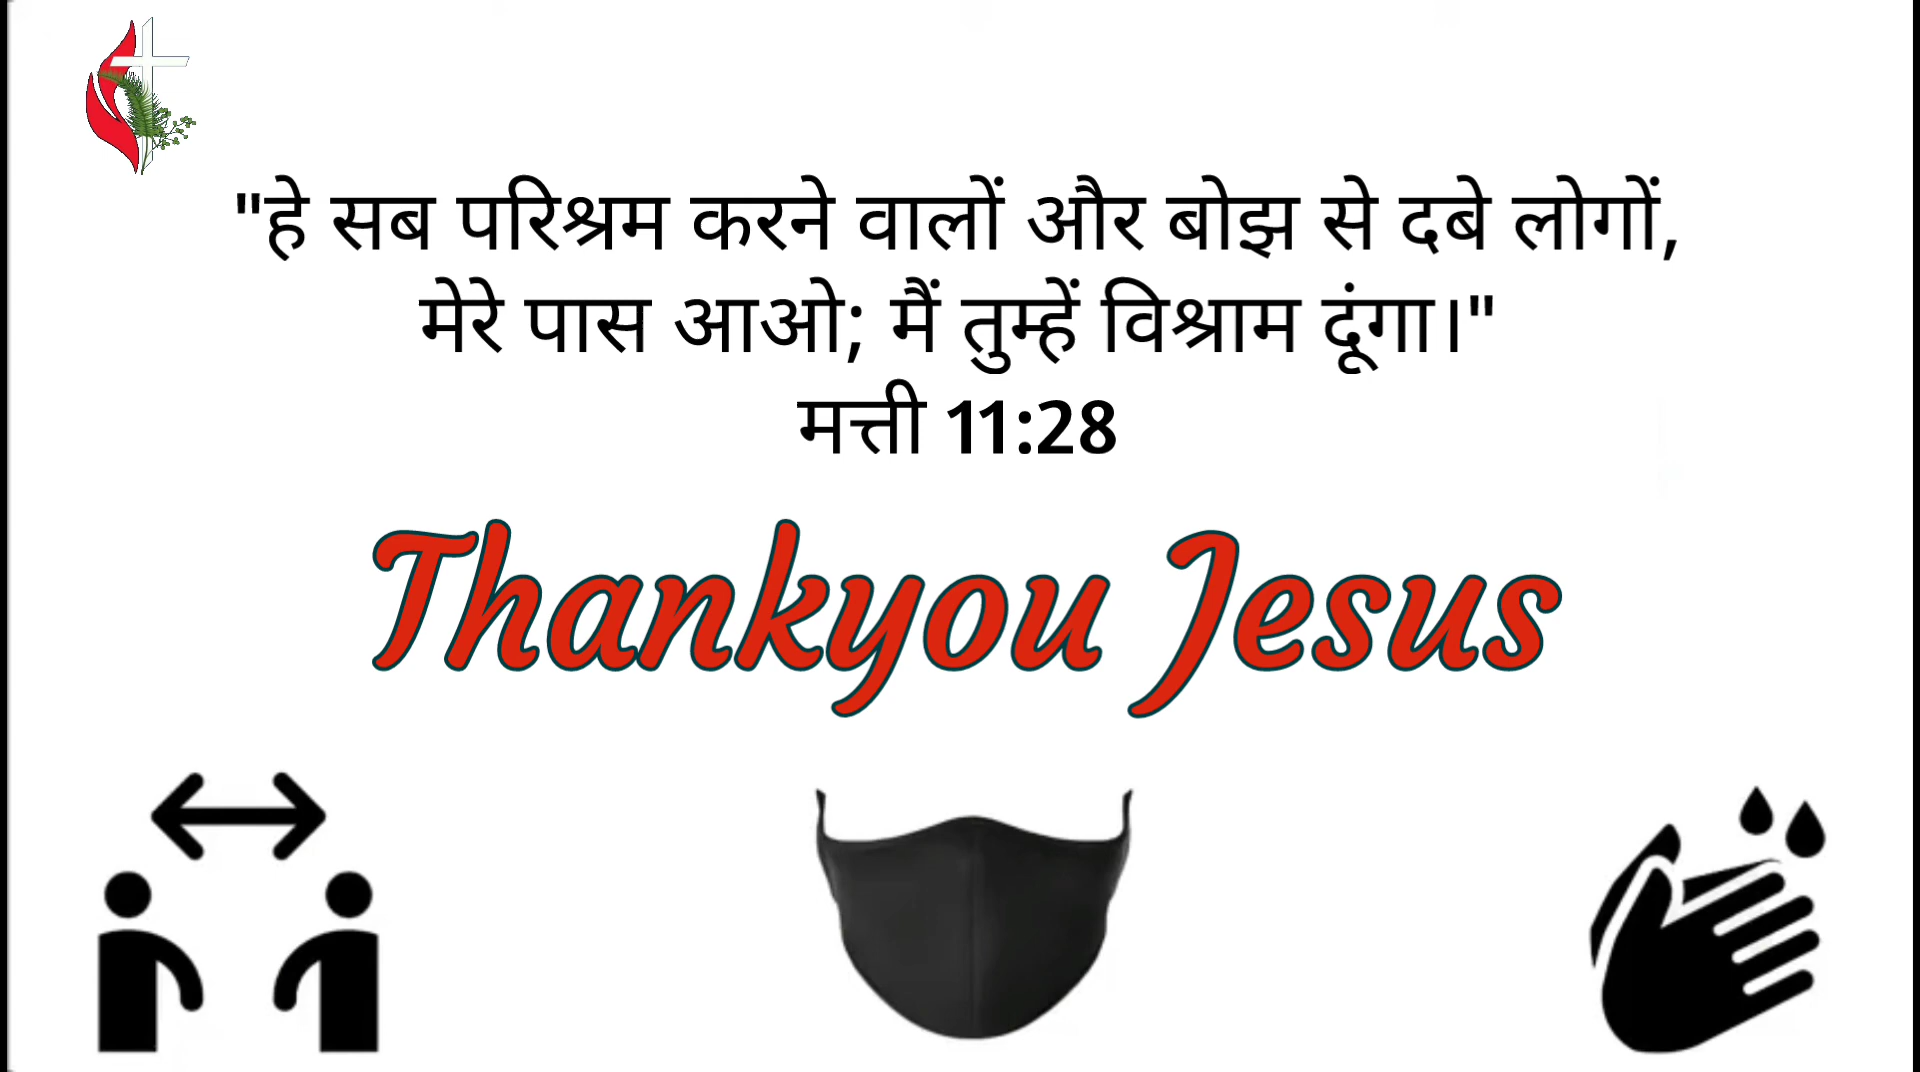 "हे सब परिश्रम करने वालों और बोझ से दबे लोगों,
मेरे पास आओ; मैं तुम्हें विश्राम दूंगा।"
मत्ती 11:28
Thankyou Jesus